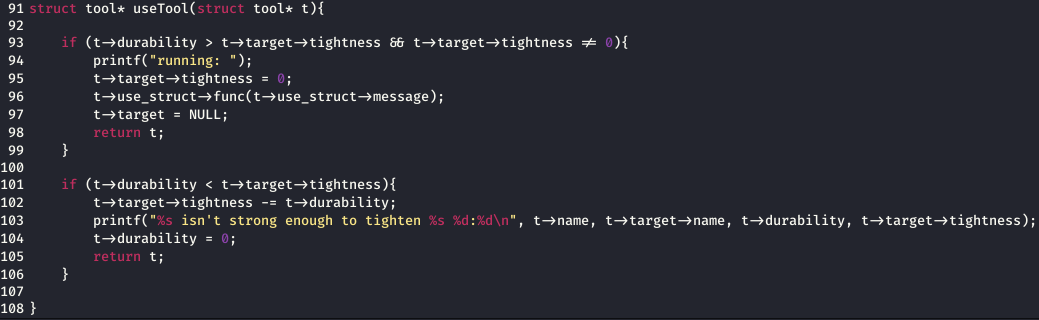 91 struct tool* useTool(struct tool* t){
92
93     if (t->durability > t->target->tightness && t->target->tightness != 0){
94         printf("running: ");
95         t->target->tightness = 0;
96         t->use_struct->func(t->use_struct->message);
97         t->target = NULL;
98         return t;
99     }
100
101     if (t->durability < t->target->tightness){
102         t->target->tightness -= t->durability;
103         printf("%s isn't strong enough to tighten %s %d:%d\n", t->name, t->target->name, t->durability, t->target->tightness);
104         t->durability = 0;
105         return t;
106     }
107
108 }